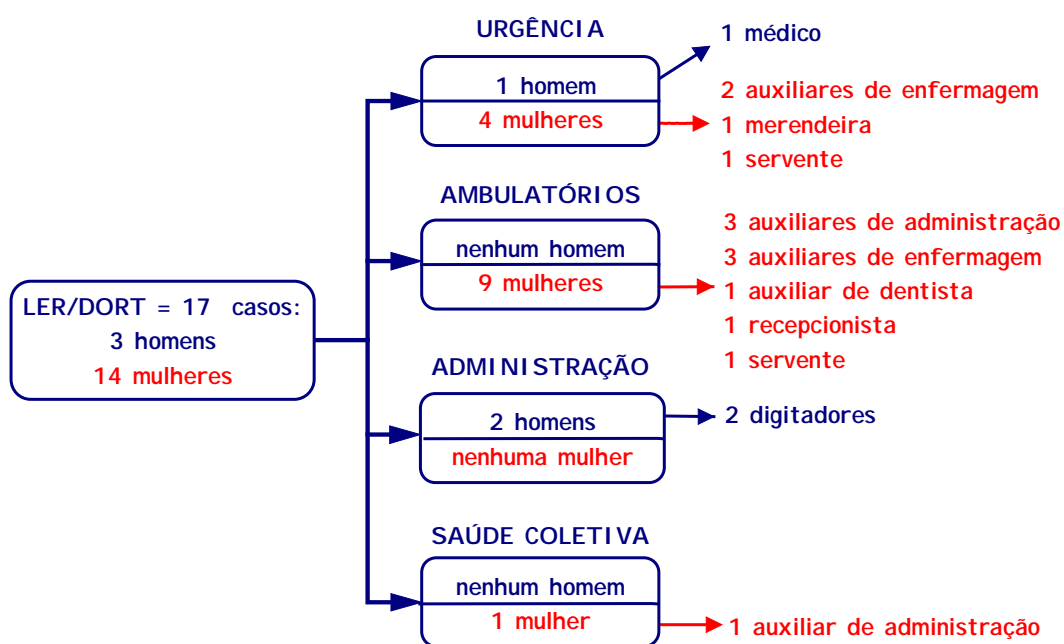 LER/DORT = 17 casos:
3 homens
14 mulheres
URGÊNCIA
1 homem
4 mulheres
1 médico
2 auxiliares de enfermagem
1 merendeira
1 servente
AMBULATÓRIOS
nenhum homem
9 mulheres
3 auxiliares de administração
3 auxiliares de enfermagem
1 auxiliar de dentista
1 recepcionista
1 servente
ADMINISTRAÇÃO
2 homens
nenhuma mulher
2 digitadores
SAÚDE COLETIVA
nenhum homem
1 mulher
1 auxiliar de administração